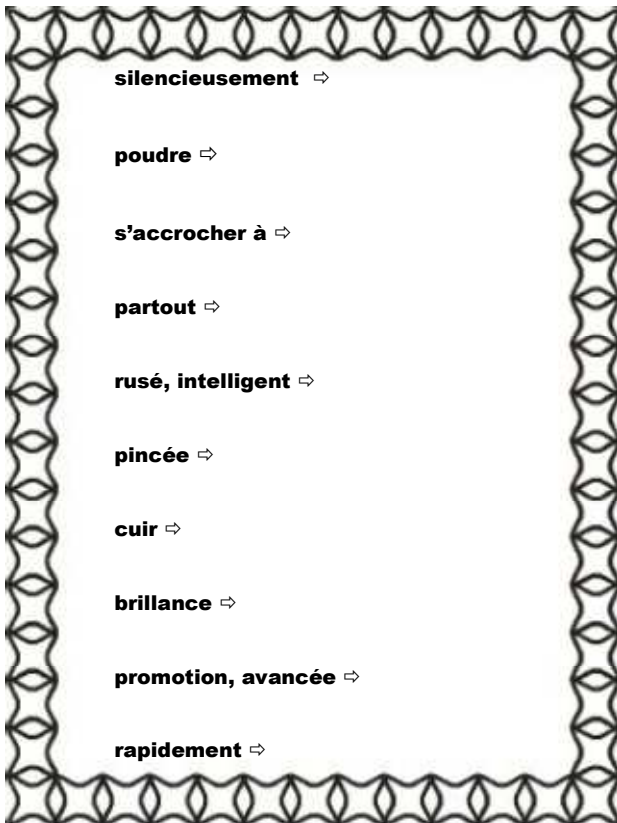 silencieusement ⇨
poudre ⇨
s’accrocher à ⇨
partout ⇨
rusé, intelligent ⇨
pincée ⇨
cuir ⇨
brillance ⇨
promotion, avancée ⇨
rapidement ⇨